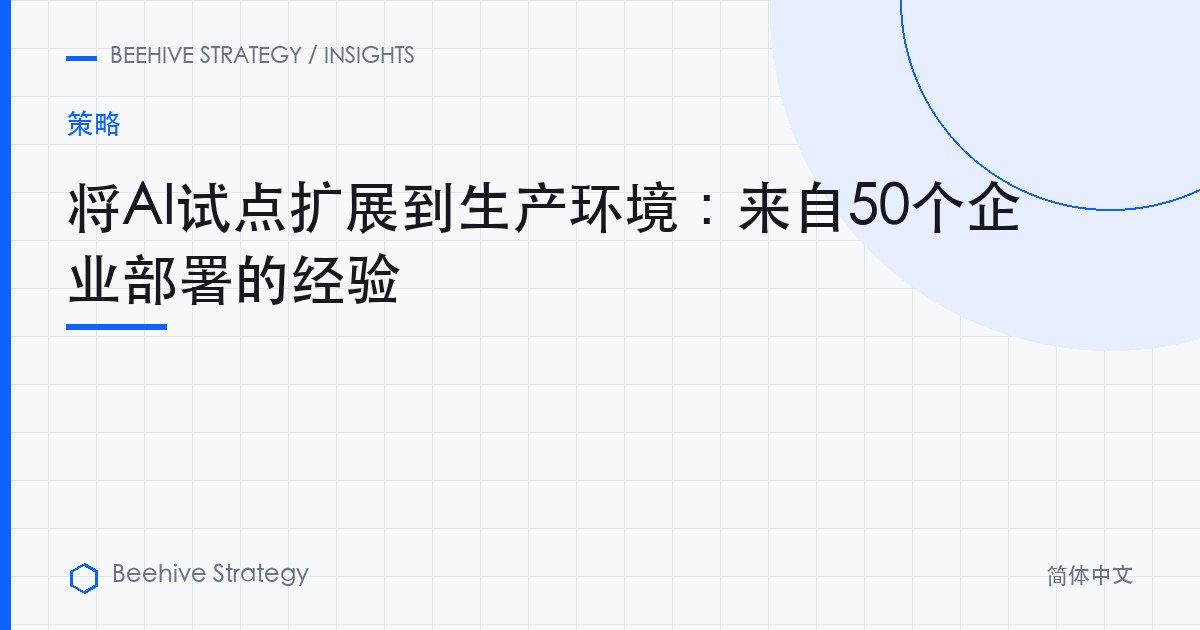 BEEHIVE STRATEGY / INSIGHTS
策略
将AI试点扩展到生产环境：来自50个企
业部署的经验
Beehive Strategy
简体中文